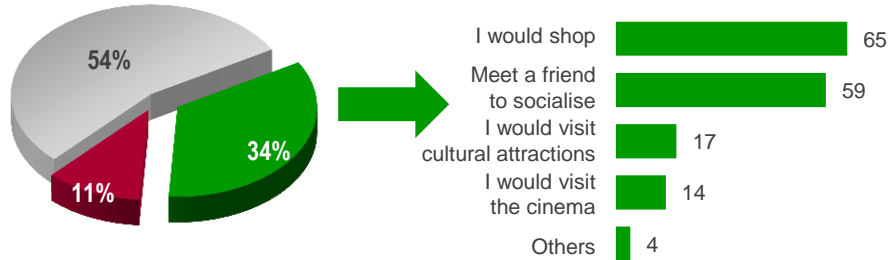 54%
34%
11%
I would shop
65
Meet a friend
to socialise
59
I would visit
cultural attractions
17
I would visit
the cinema
14
Others
4